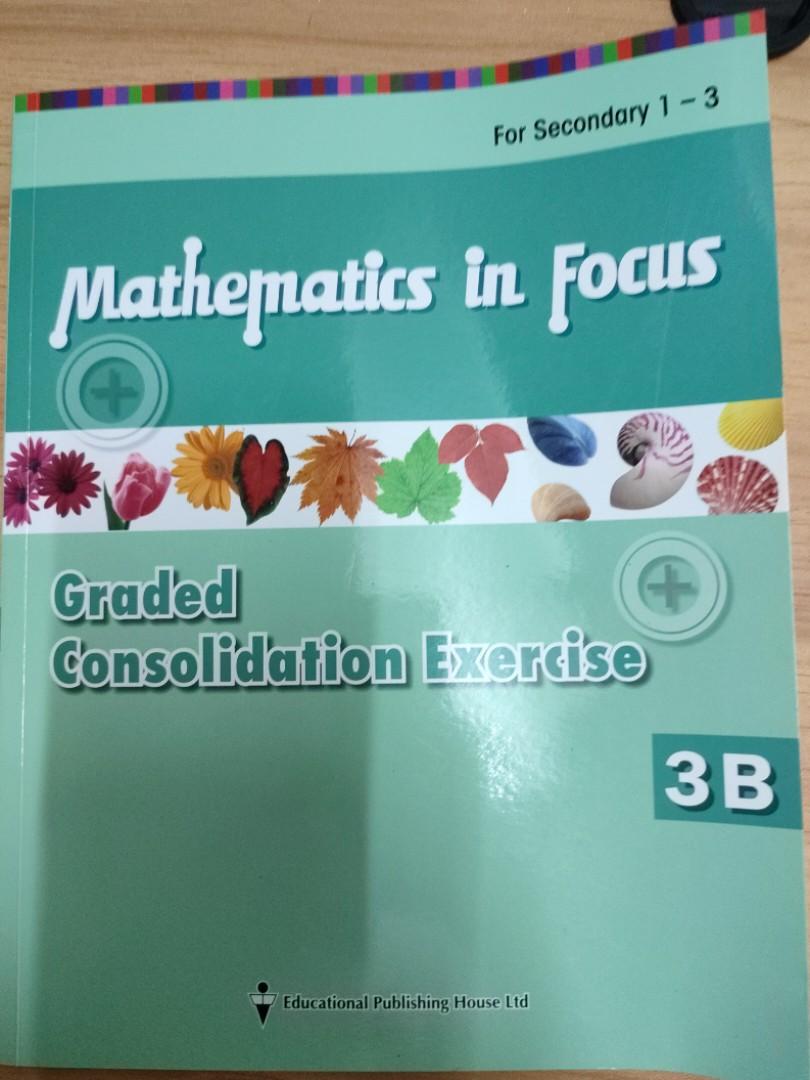 For Secondary 1 – 3
Mathematics in Focus
Graded
Consolidation Exercise
3B
Educational Publishing House Ltd